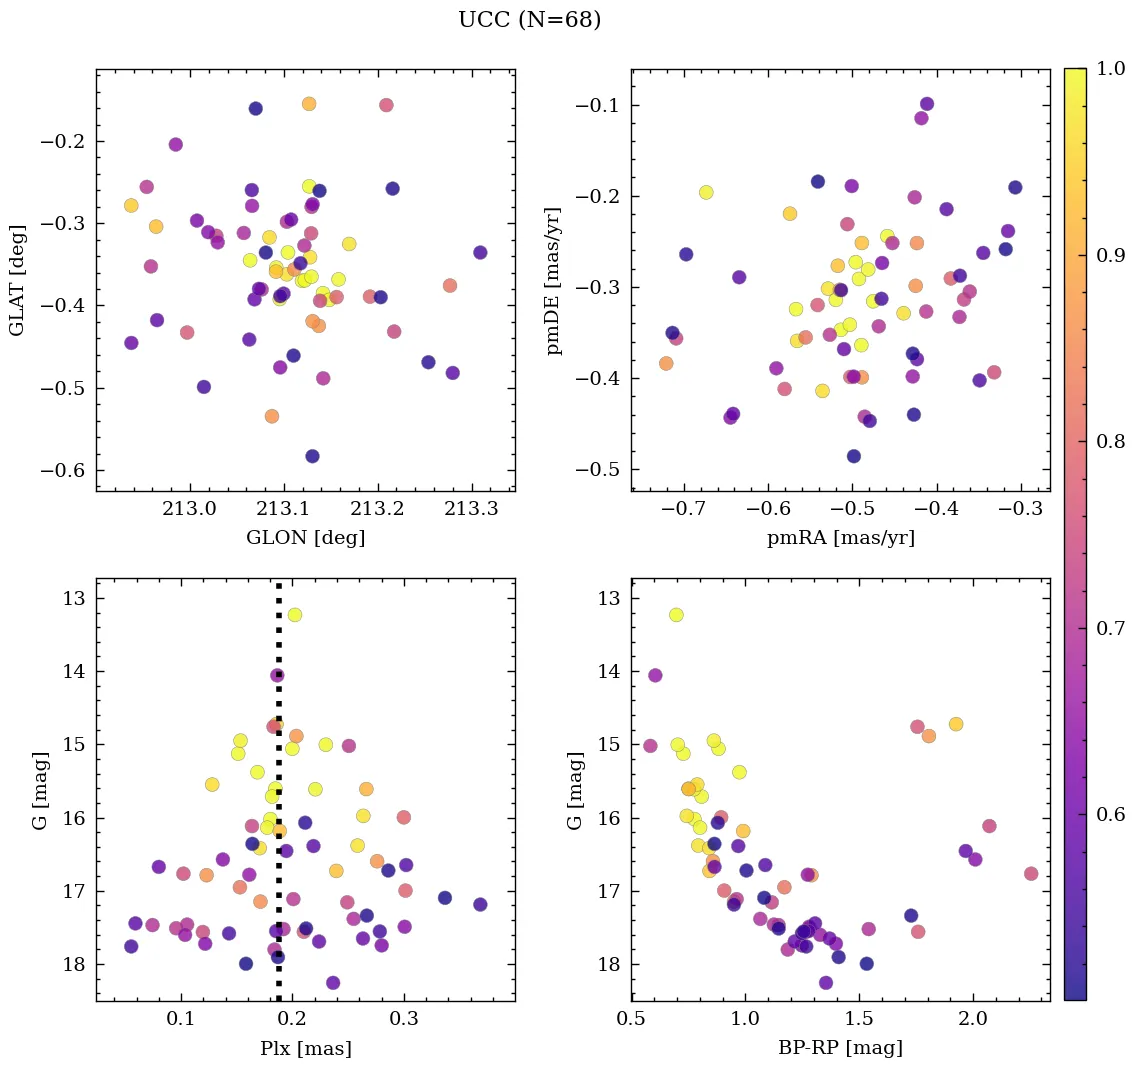 UCC (N=68)
−0.2
−0.3
−0.4
−0.5
−0.6
GLAT [deg]
213.0 213.1 213.2 213.3
GLON [deg]
−0.1
−0.2
−0.3
−0.4
−0.5
pmDE [mas/yr]
−0.7 −0.6 −0.5 −0.4 −0.3
pmRA [mas/yr]
1.0
0.9
0.8
0.7
0.6
13
14
15
16
17
18
G [mag]
0.1 0.2 0.3
Plx [mas]
13
14
15
16
17
18
G [mag]
0.5 1.0 1.5 2.0
BP-RP [mag]